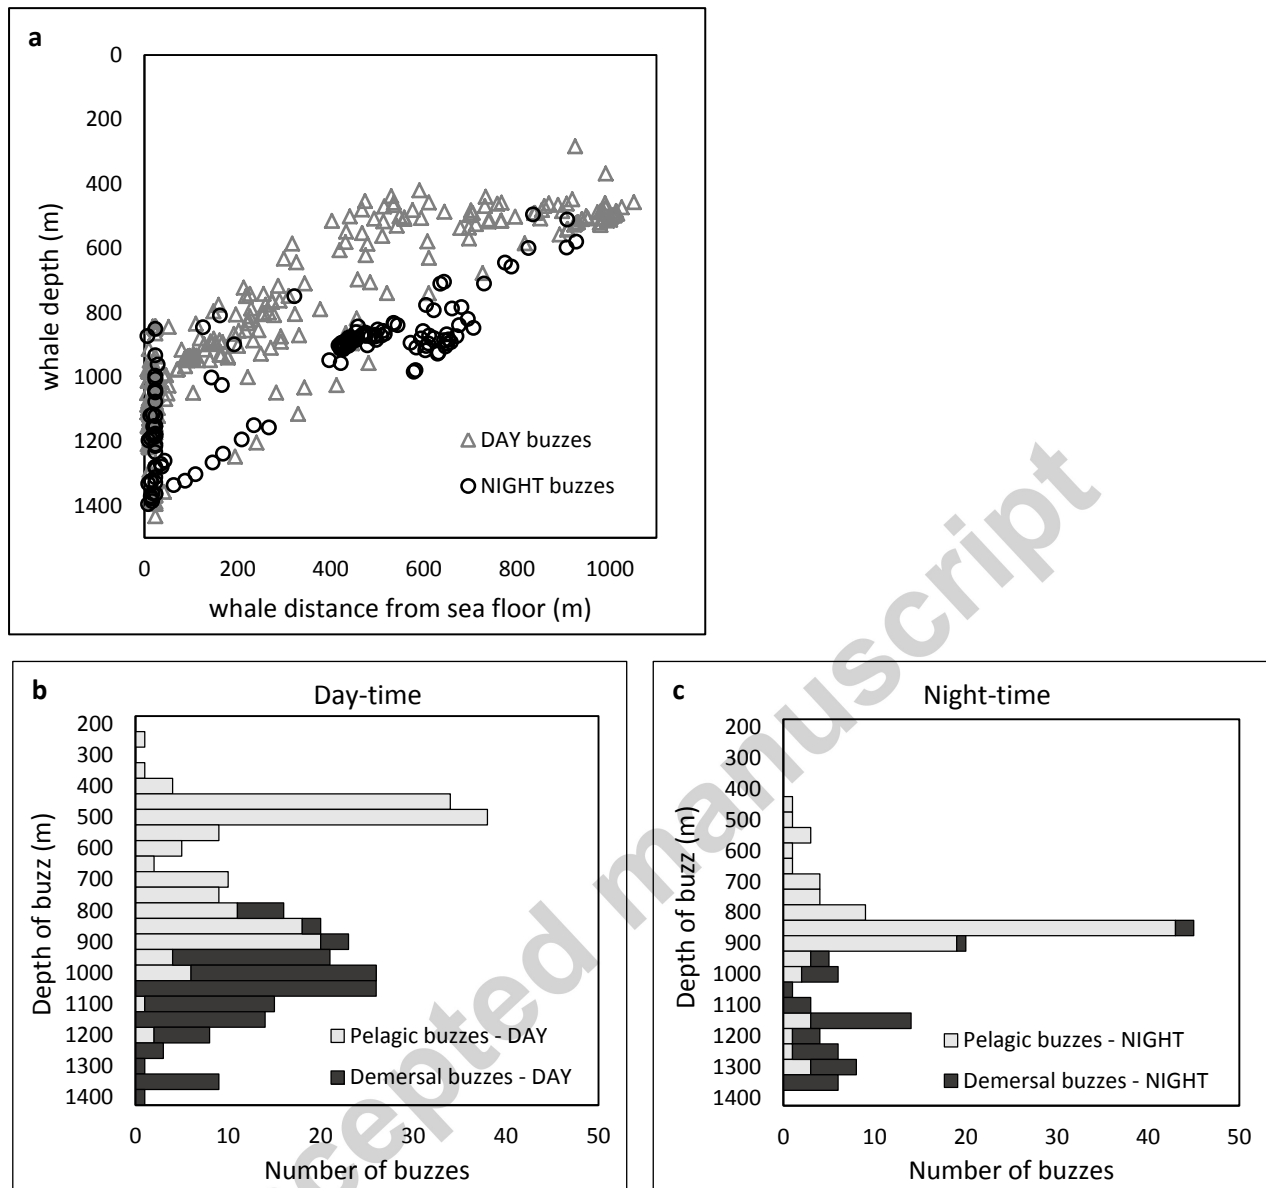 a
0
200
400
600
800
1000
1200
1400
whale depth (m)
DAY buzzes
NIGHT buzzes
0 200 400 600 800 1000
whale distance from sea floor (m)
b
Day-time
200
300
400
500
600
700
800
900
1000
1100
1200
1300
1400
Depth of buzz (m)
Pelagic buzzes - DAY
Demersal buzzes - DAY
0 10 20 30 40 50
Number of buzzes
c
Night-time
200
300
400
500
600
700
800
900
1000
1100
1200
1300
1400
Depth of buzz (m)
Pelagic buzzes - NIGHT
Demersal buzzes - NIGHT
0 10 20 30 40 50
Number of buzzes
cepted manuscript